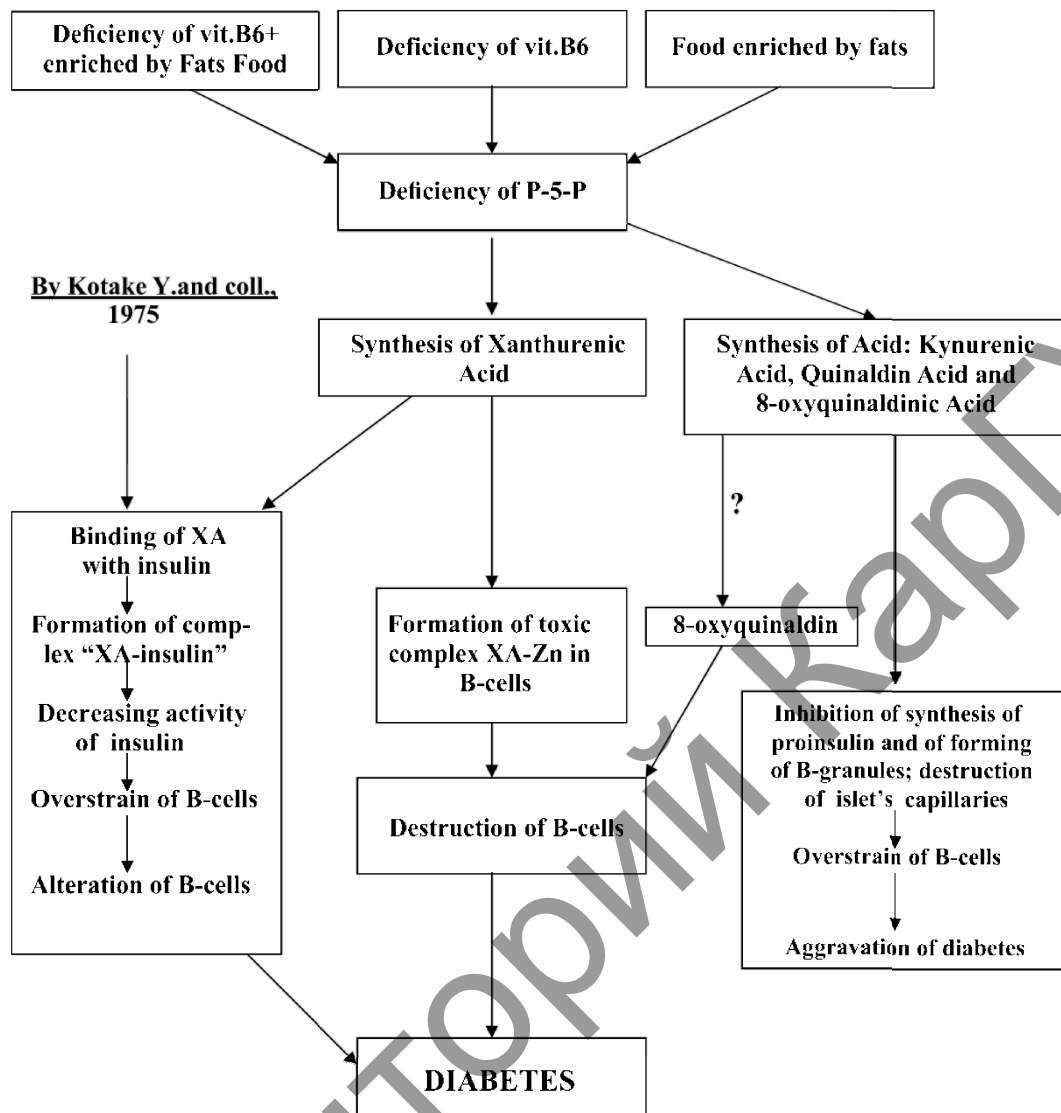 Deficiency of vit.B6+
enriched by Fats Food
Deficiency of vit.B6
Food enriched by fats
Deficiency of P-5-P
By Kotake Y.and coll.,
1975
Synthesis of Xanthurenic
Acid
Synthesis of Acid: Kynurenic
Acid, Quinaldin Acid and
8-oxyquinaldinic Acid
?
Binding of XA
with insulin
Formation of comp-
lex “XA-insulin”
Decreasing activity
of insulin
Overstrain of B-cells
Alteration of B-cells
Formation of toxic
complex XA-Zn in
B-cells
8-oxyquinaldin
Destruction of B-cells
Inhibition of synthesis of
proinsulin and of forming
of B-granules; destruction
of islet’s capillaries
Overstrain of B-cells
Aggravation of diabetes
DIABETES